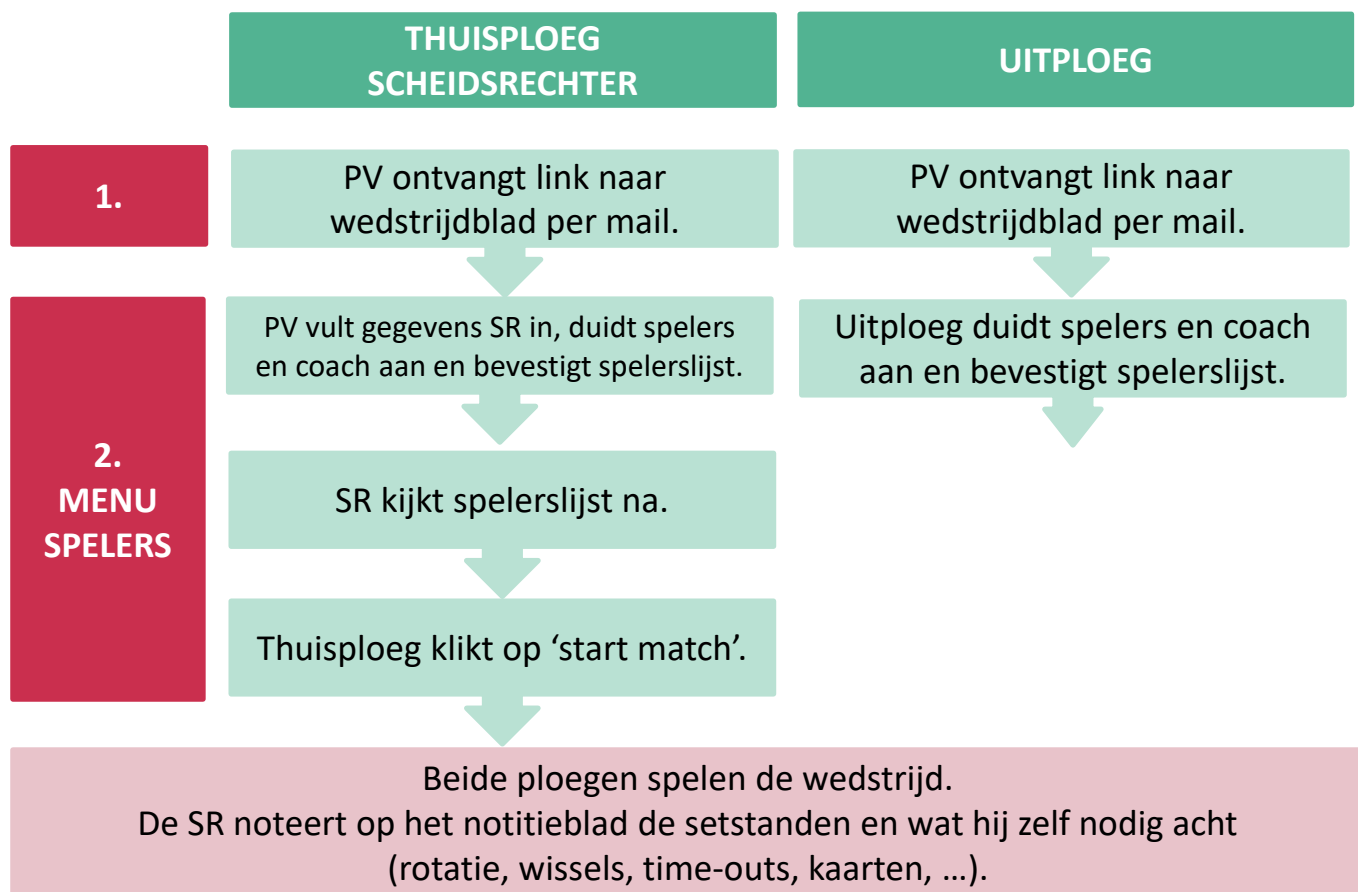 THUISPLOEG
SCHEIDSRECHTER
UITPLOEG
1.
PV ontvangt link naar
wedstrijdblad per mail.
PV ontvangt link naar
wedstrijdblad per mail.
2.
MENU
SPELERS
PV vult gegevens SR in, duidt spelers
en coach aan en bevestigt spelerslijst.
Uitploeg duidt spelers en coach
aan en bevestigt spelerslijst.
SR kijkt spelerslijst na.
Thuisploeg klikt op ‘start match’.
Beide ploegen spelen de wedstrijd.
De SR noteert op het notitieblad de setstanden en wat hij zelf nodig acht
(rotatie, wissels, time-outs, kaarten, …).